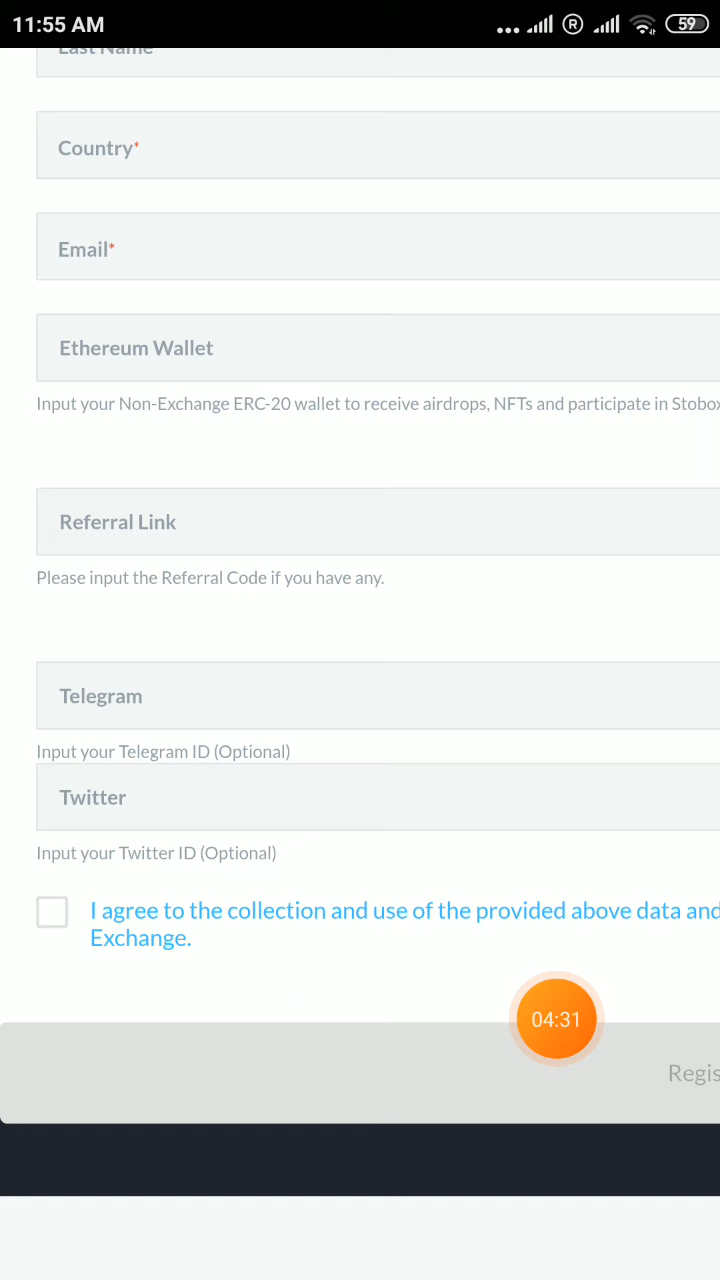 11:55 AM
59
Last Name
Country*
Email*
Ethereum Wallet
Input your Non-Exchange ERC-20 wallet to receive airdrops, NFTs and participate in Stobox
Referral Link
Please input the Referral Code if you have any.
Telegram
Input your Telegram ID (Optional)
Twitter
Input your Twitter ID (Optional)
I agree to the collection and use of the provided above data and
Exchange.
04:31
Regis